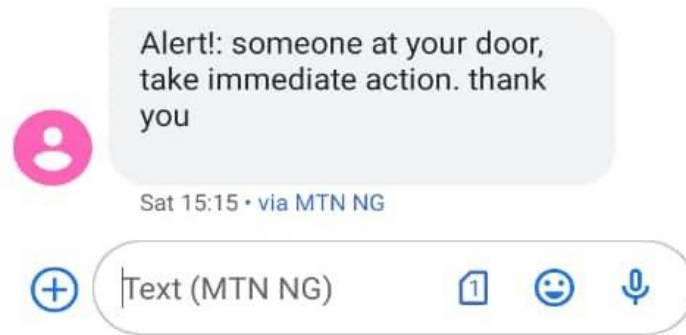 Alert!: someone at your door,
take immediate action. thank
you
Sat 15:15 • via MTN NG
Text (MTN NG)
1